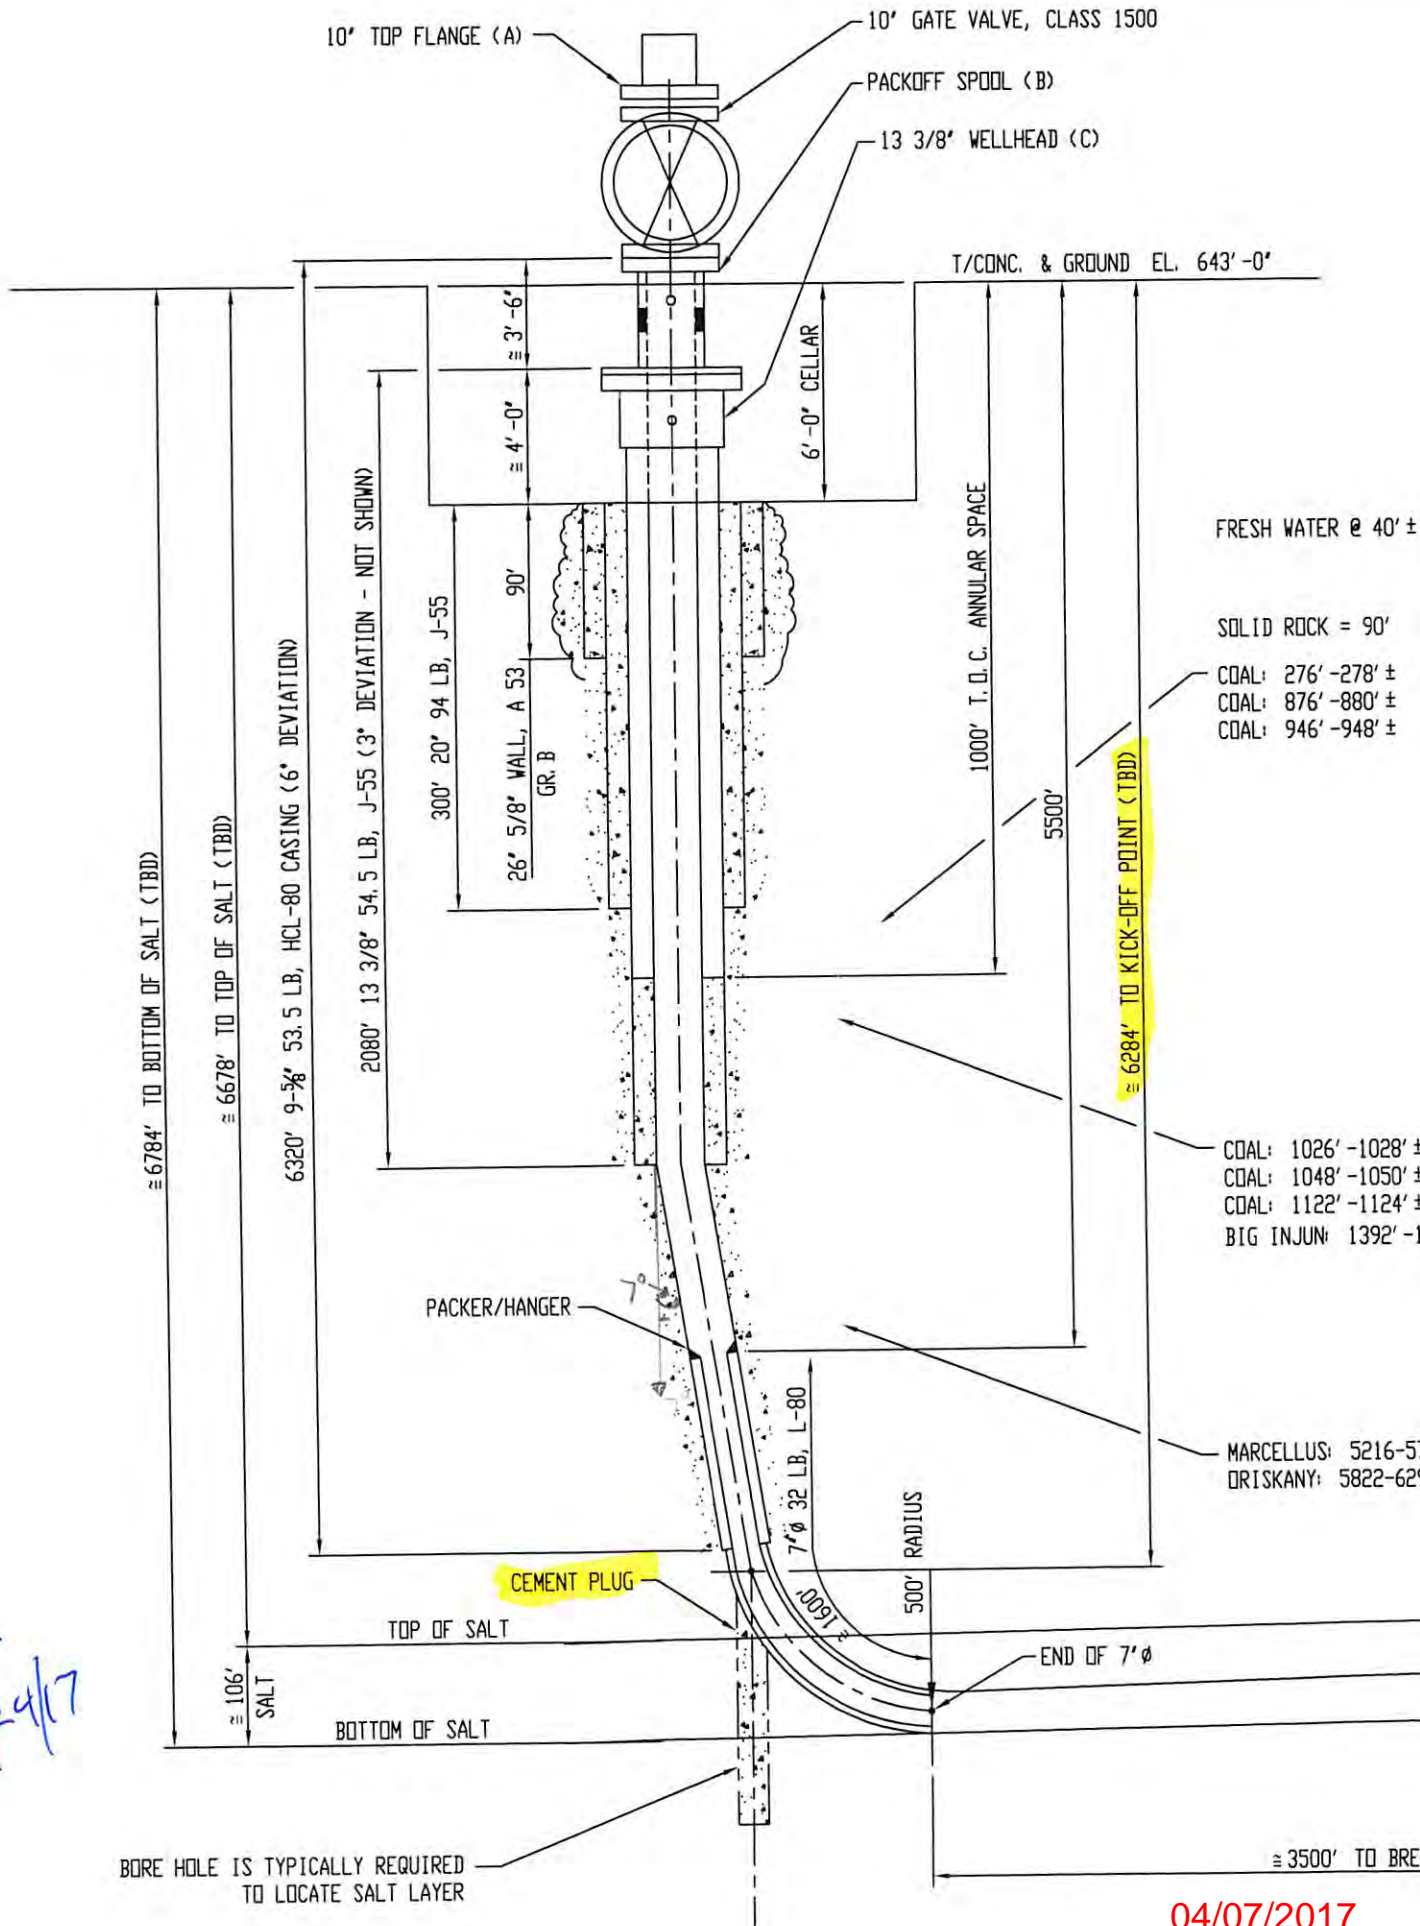 10" TOP FLANGE (A)
10" GATE VALVE, CLASS 1500
PACKOFF SPOOL (B)
13 3/8" WELLHEAD (C)
T/CONC. & GROUND EL. 643'-0"
≅ 3'-6"
≅ 4'-0"
6'-0" CELLAR
90'
26" 5/8" WALL, A 53
GR. B
300' 20" 94 LB, J-55
2080' 13 3/8" 54.5 LB, J-55 (3° DEVIATION - NOT SHOWN)
6320' 9-5/8" 53.5 LB, HCL-80 CASING (6° DEVIATION)
≅ 6678' TO TOP OF SALT (TBD)
≅6784' TO BOTTOM OF SALT (TBD)
1000' T.O.C. ANNULAR SPACE
5500'
≅ 6284' TO KICK-OFF POINT (TBD)
FRESH WATER @ 40'±
SOLID ROCK = 90'
COAL: 276'-278'±
COAL: 876'-880'±
COAL: 946'-948'±
COAL: 1026'-1028'±
COAL: 1048'-1050'±
COAL: 1122'-1124'±
BIG INJUN: 1392'-1
7°
PACKER/HANGER
MARCELLUS: 5216-57
ORISKANY: 5822-629
7"ø 32 LB, L-80
≅1600'
500' RADIUS
CEMENT PLUG
TOP OF SALT
END OF 7"ø
≅ 106'
SALT
BOTTOM OF SALT
4/17
BORE HOLE IS TYPICALLY REQUIRED
TO LOCATE SALT LAYER
≅3500' TO BRE
04/07/2017